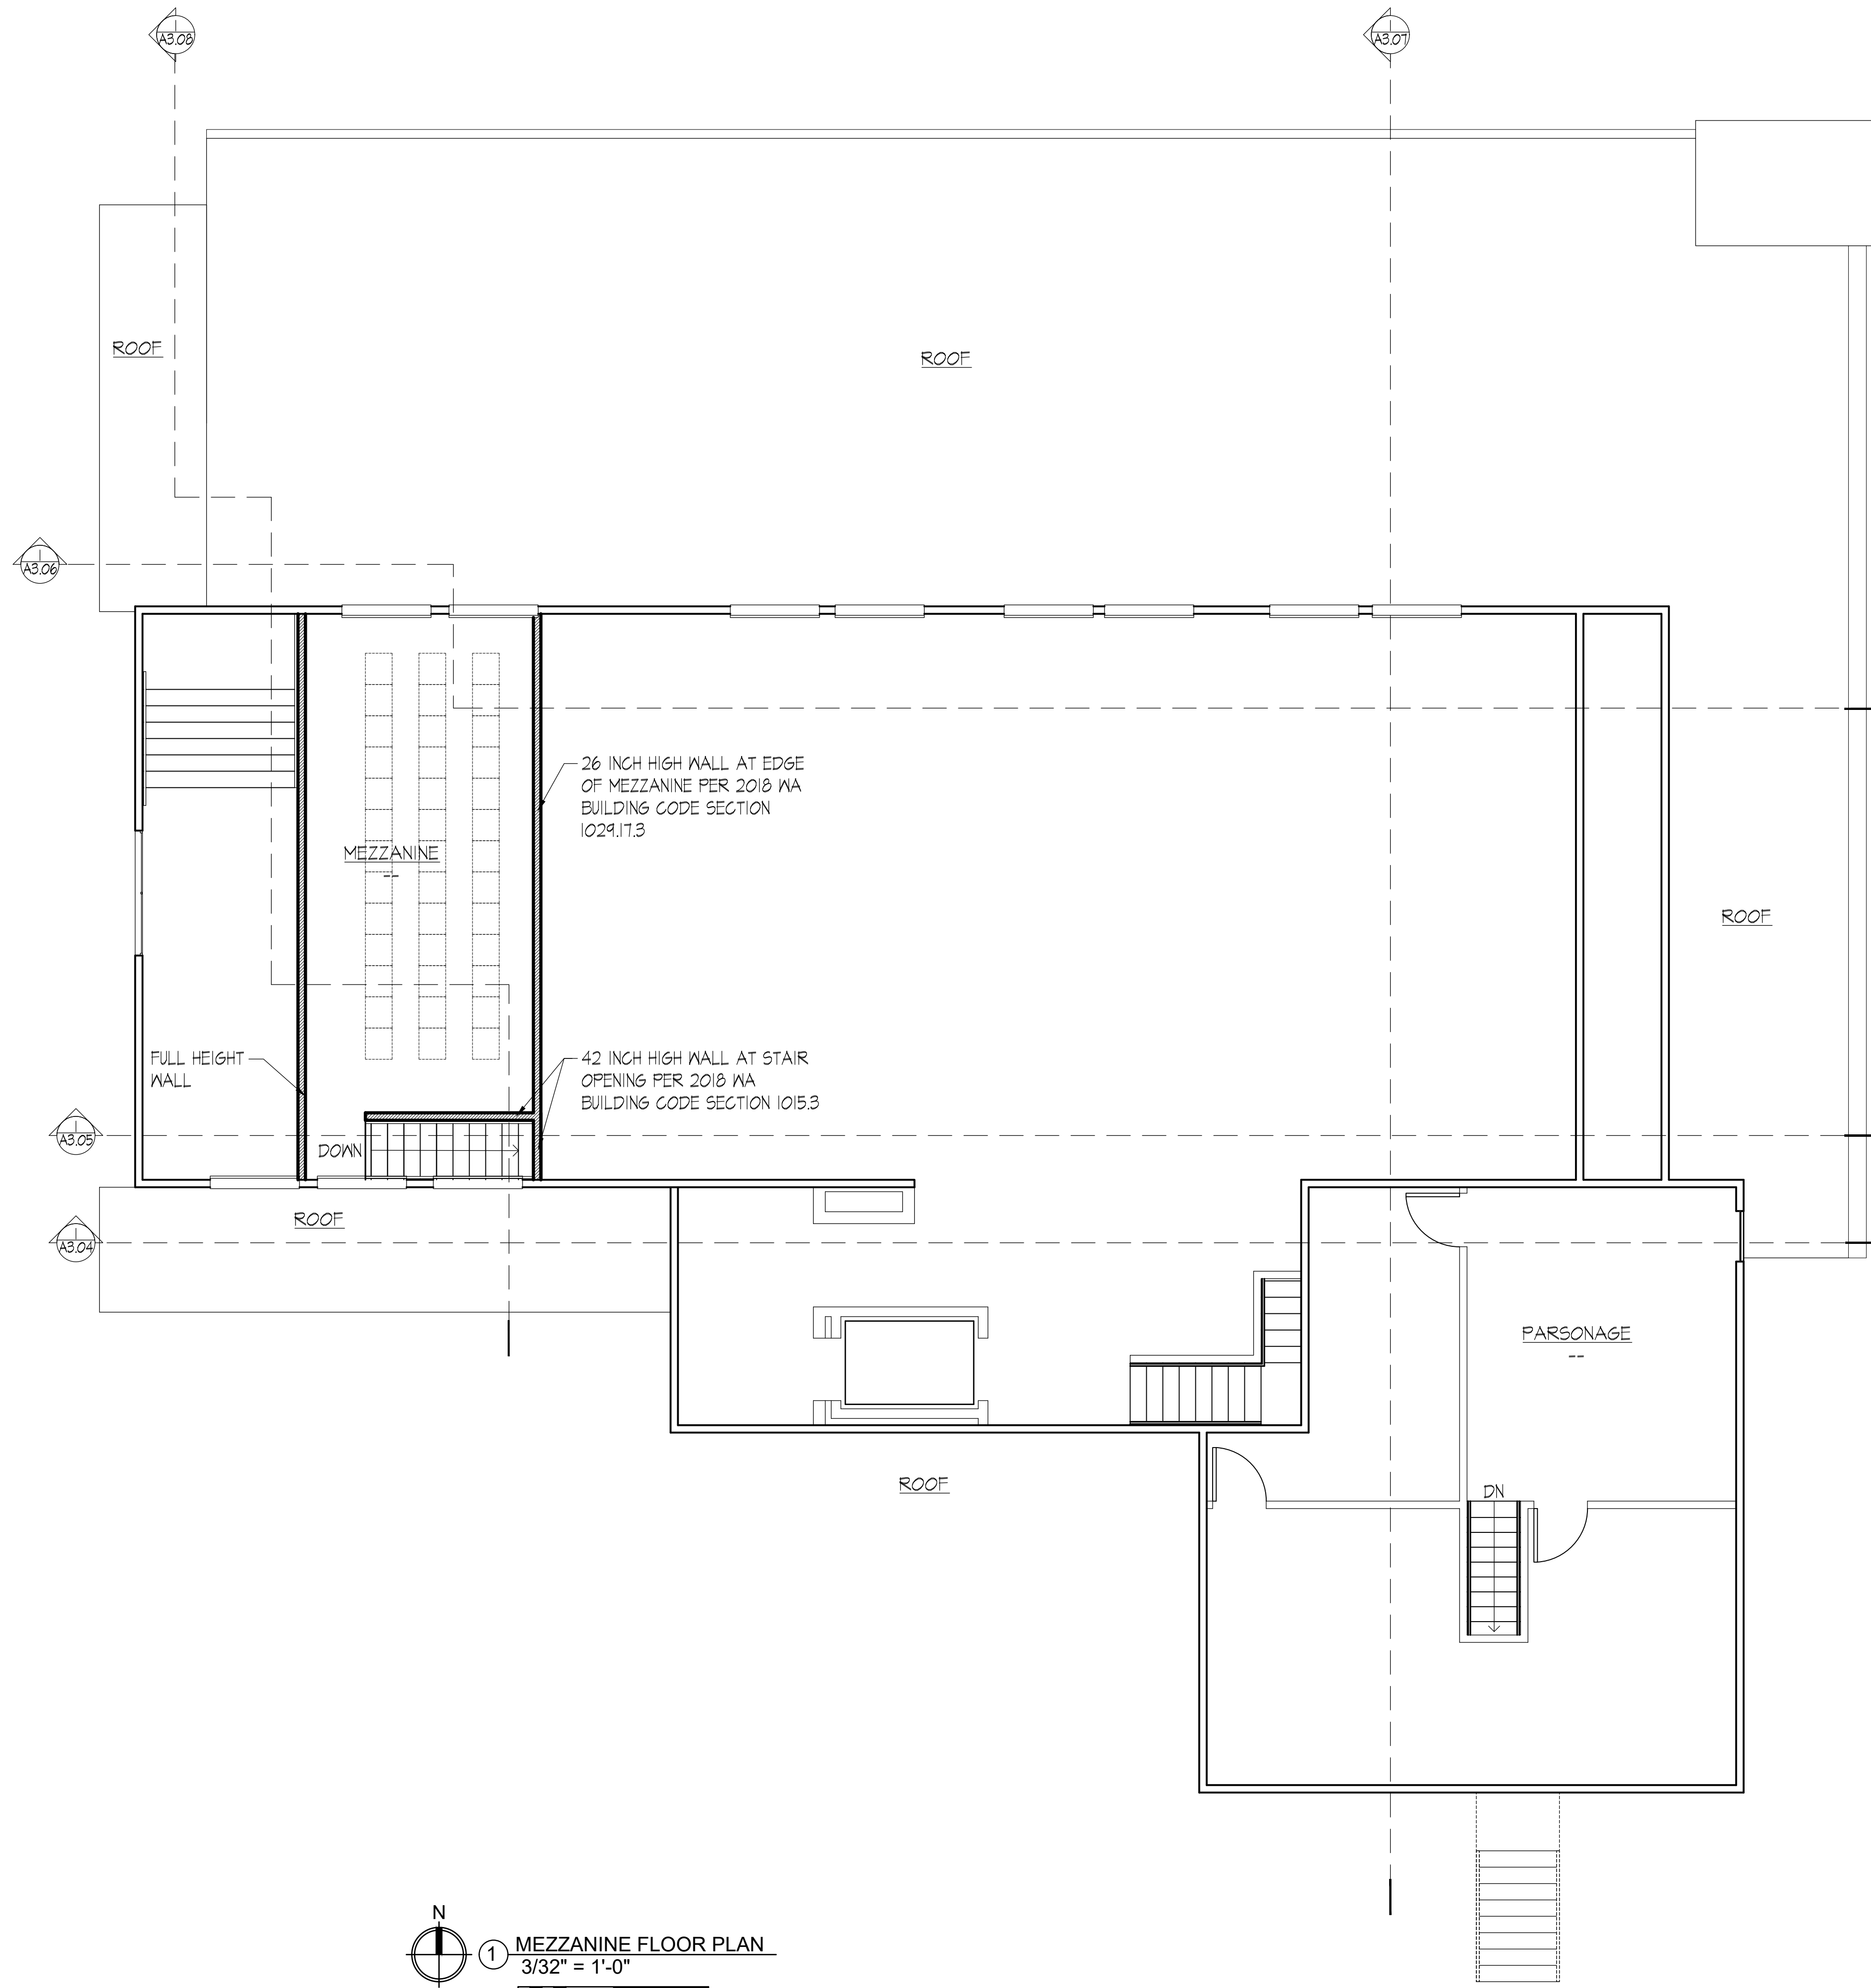 A3.08
A3.07
ROOF
ROOF
A3.06
26 INCH HIGH WALL AT EDGE
OF MEZZANINE PER 2018 WA
BUILDING CODE SECTION
1029.17.3
MEZZANINE
--
ROOF
FULL HEIGHT
WALL
42 INCH HIGH WALL AT STAIR
OPENING PER 2018 WA
BUILDING CODE SECTION 1015.3
A3.05
DOWN
ROOF
A3.04
PARSONAGE
--
ROOF
DN
N
1 MEZZANINE FLOOR PLAN
3/32" = 1'-0"